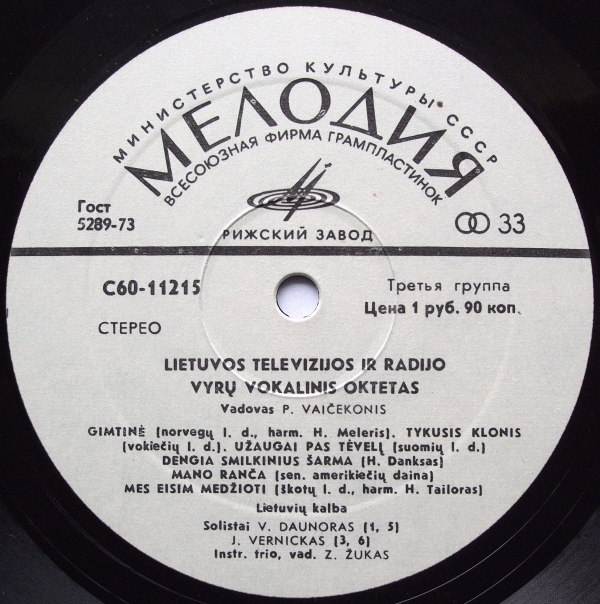 МИНИСТЕРСТВО КУЛЬТУРЫ СССР
МЕЛОДИЯ
ВСЕСОЮЗНАЯ ФИРМА ГРАМПЛАСТИНОК
Гост
5289-73
33
РИЖСКИЙ ЗАВОД
С60-11215
Третья группа
Цена 1 руб. 90 коп.
СТЕРЕО
LIETUVOS TELEVIZIJOS IR RADIJO
VYRŲ VOKALINIS OKTETAS
Vadovas P. VAIČEKONIS
GIMTINĖ (norvegų l. d., harm. H. Meleris). TYKUSIS KLONIS
(vokiečių l. d.). UŽAUGAI PAS TĖVELĮ (suomių l. d.)
DENGIA SMILKINIUS ŠARMA (H. Danksas)
MANO RANČA (sen. amerikiečių daina)
MES EISIM MEDŽIOTI (škotų l. d., harm. H. Tailoras)
Lietuvių kalba
Solistai V. DAUNORAS (1, 5)
J. VERNICKAS (3, 6)
Instr. trio, vad. Z. ŽUKAS